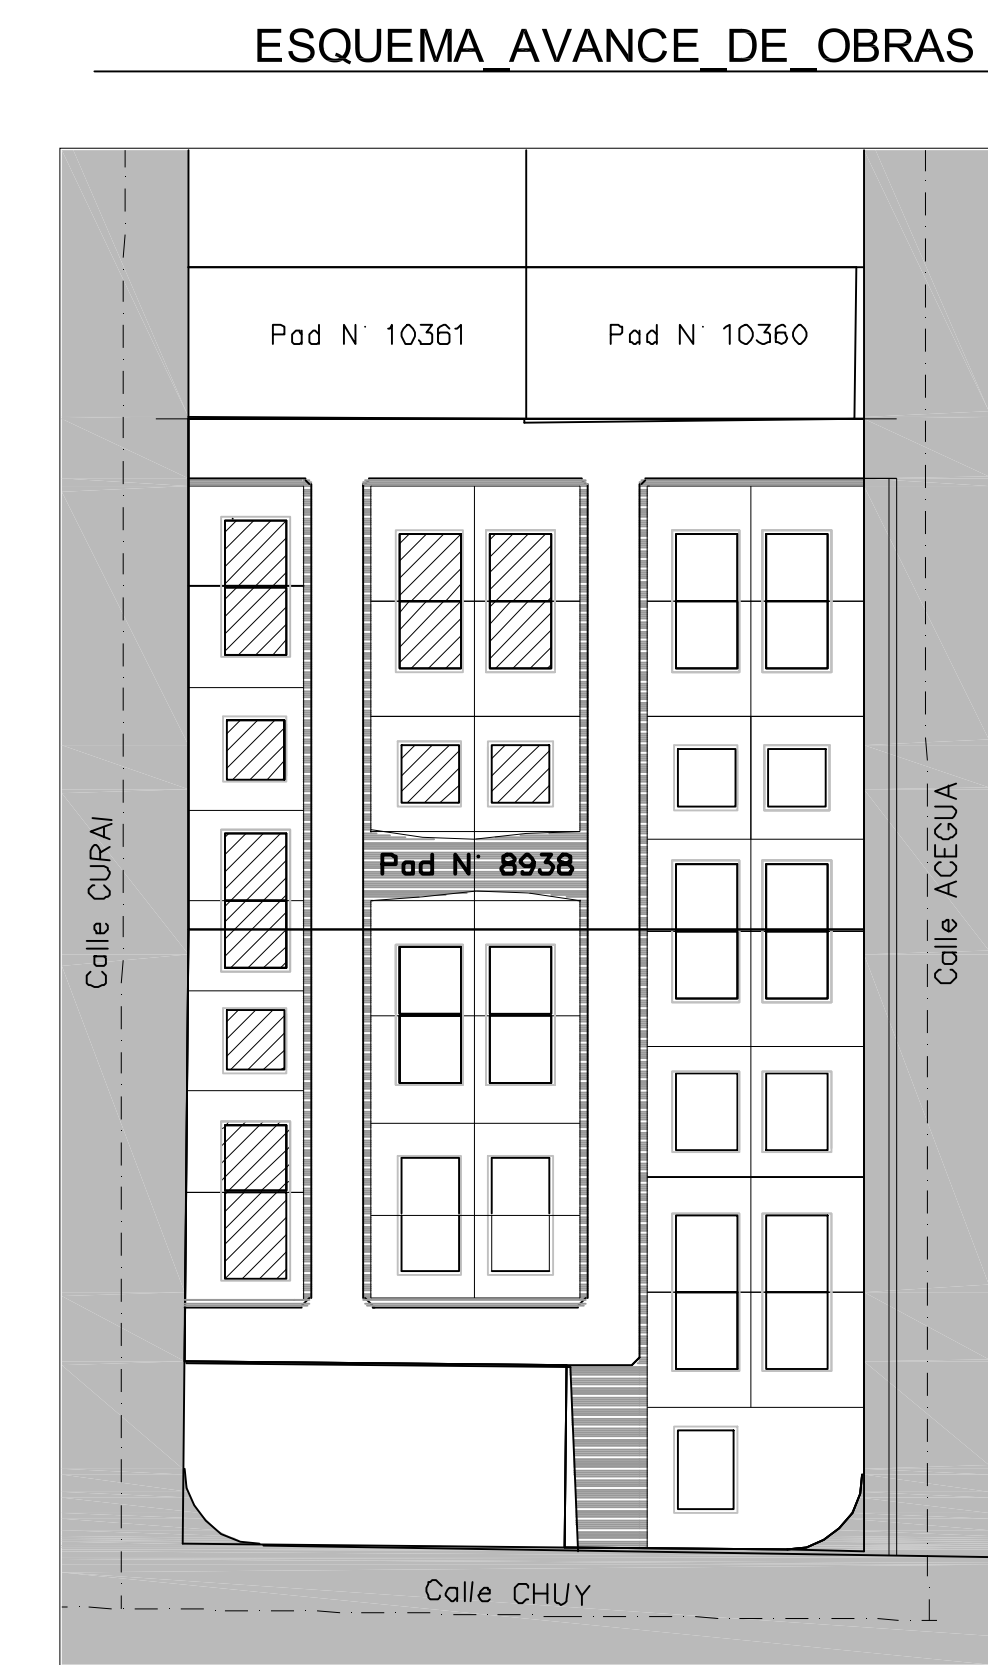 ESQUEMA_AVANCE_DE_OBRAS
Pad N° 10361
Pad N° 10360
Calle CURAI
Pad N° 8938
Calle ACEGUA
Calle CHUY